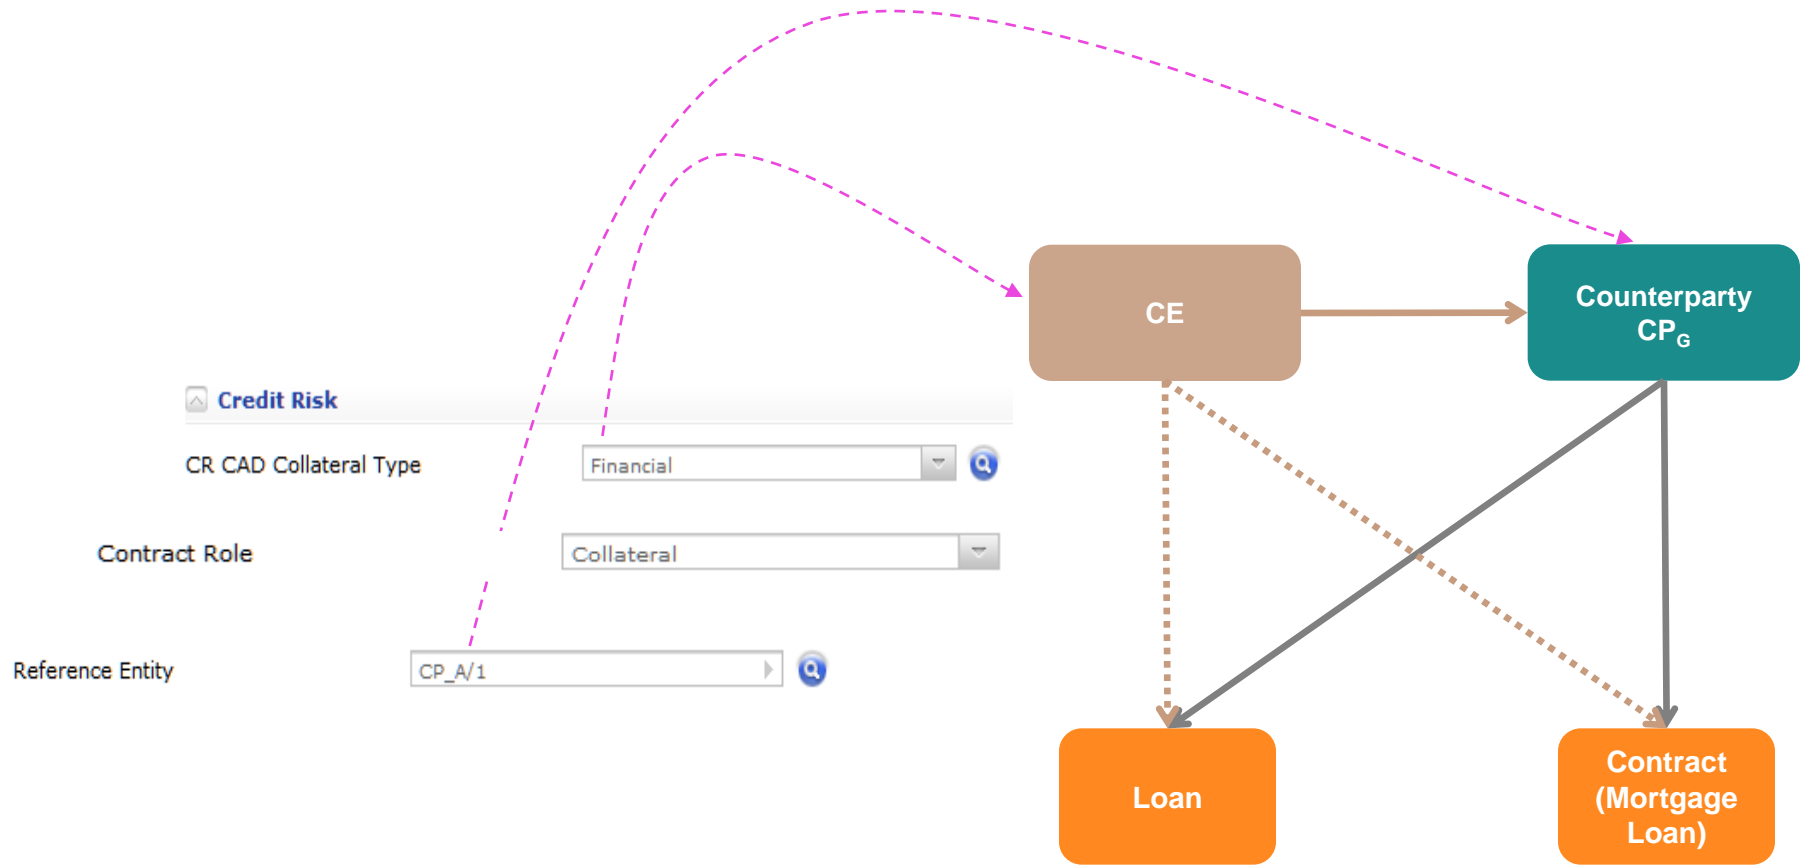 CE
Counterparty
CP_G
Credit Risk
CR CAD Collateral Type
Financial
Contract Role
Collateral
Reference Entity
CP_A/1
Loan
Contract
(Mortgage
Loan)